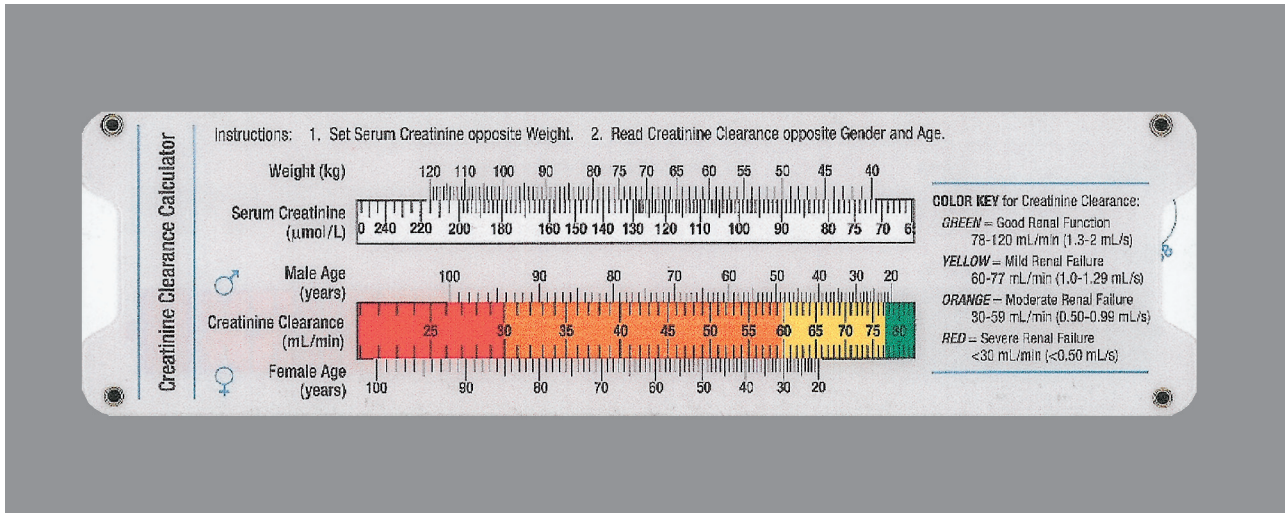 Creatinine Clearance Calculator
Instructions: 1. Set Serum Creatinine opposite Weight. 2. Read Creatinine Clearance opposite Gender and Age.
Weight (kg) 120 110 100 90 80 75 70 65 60 55 50 45 40
Serum Creatinine
(μmol/L) 0 240 220 200 180 160 150 140 130 120 110 100 90 80 75 70 6
♂ Male Age
(years) 100 90 80 70 60 50 40 30 20
Creatinine Clearance
(mL/min) 25 30 35 40 45 50 55 60 65 70 75 80
♀ Female Age
(years) 100 90 80 70 60 50 40 30 20
COLOR KEY for Creatinine Clearance:
GREEN = Good Renal Function
78-120 mL/min (1.3-2 mL/s)
YELLOW = Mild Renal Failure
60-77 mL/min (1.0-1.29 mL/s)
ORANGE = Moderate Renal Failure
30-59 mL/min (0.50-0.99 mL/s)
RED = Severe Renal Failure
<30 mL/min (<0.50 mL/s)